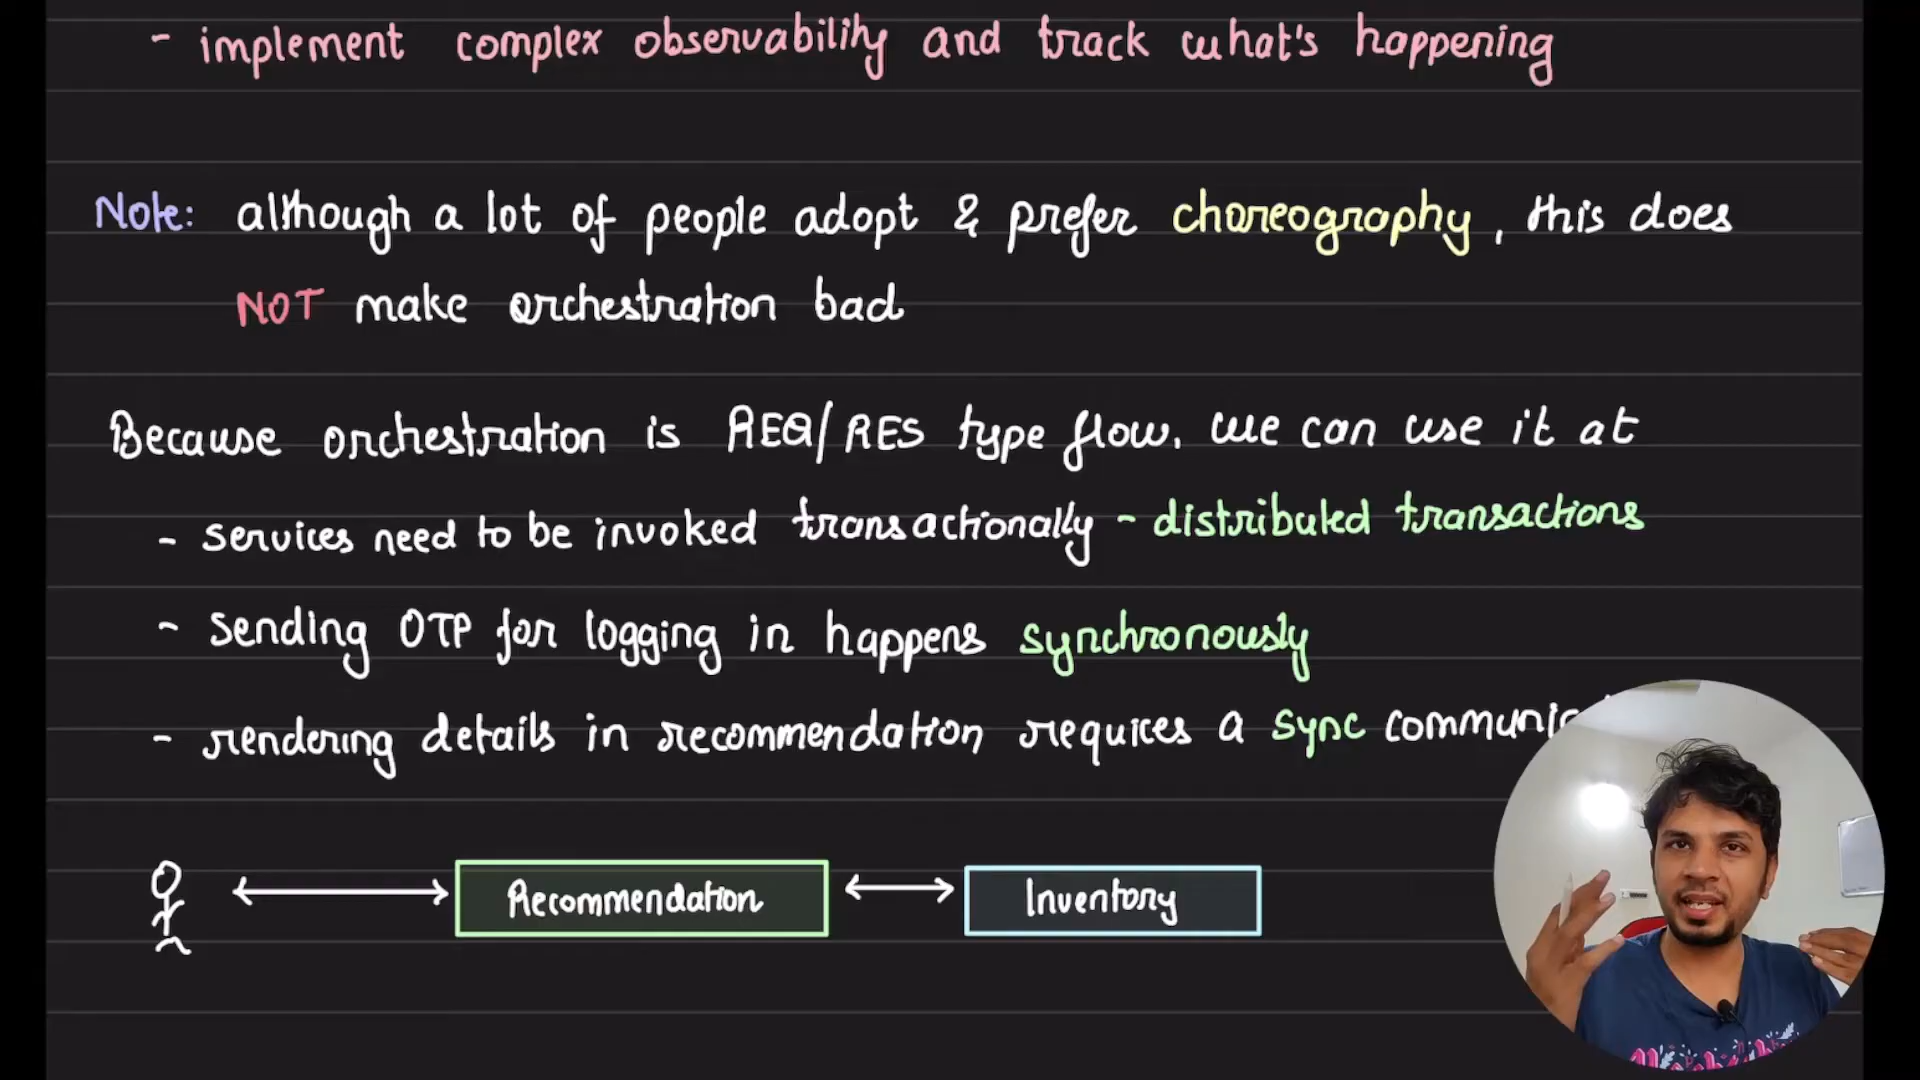 - implement complex observability and track what's happening
Note: although a lot of people adopt & prefer choreography, this does
NOT make orchestration bad
Because orchestration is REQ/RES type flow, we can use it at
- services need to be invoked transactionally - distributed transactions
- sending OTP for logging in happens synchronously
- rendering details in recommendation requires a sync
Recommendation
Inventory